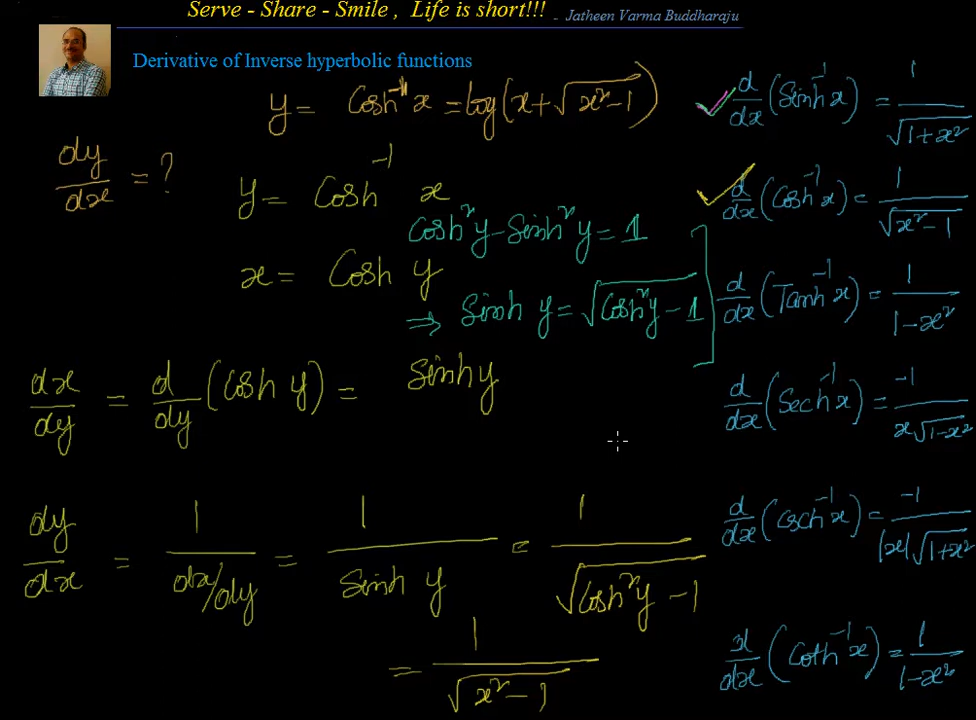 Serve - Share - Smile , Life is short!!! - Jatheen Varma Buddharaju
Derivative of Inverse hyperbolic functions
y = Cosh⁻¹ x = log(x + √(x² - 1))
dy/dx = ?
y = Cosh⁻¹ x
Cosh²y - Sinh²y = 1
x = Cosh y
⇒ Sinh y = √(Cosh²y - 1)
dx/dy = d/dy (Cosh y) = Sinh y
dy/dx = 1/(dx/dy) = 1/(Sinh y) = 1/√(Cosh²y - 1)
= 1/√(x² - 1)
✓ d/dx (Sinh⁻¹ x) = 1/√(1 + x²)
✓ d/dx (Cosh⁻¹ x) = 1/√(x² - 1)
d/dx (Tanh⁻¹ x) = 1/(1 - x²)
d/dx (Sech⁻¹ x) = -1/(x√(1 - x²))
d/dx (Csch⁻¹ x) = -1/(|x|√(1 + x²))
d/dx (Coth⁻¹ x) = 1/(1 - x²)